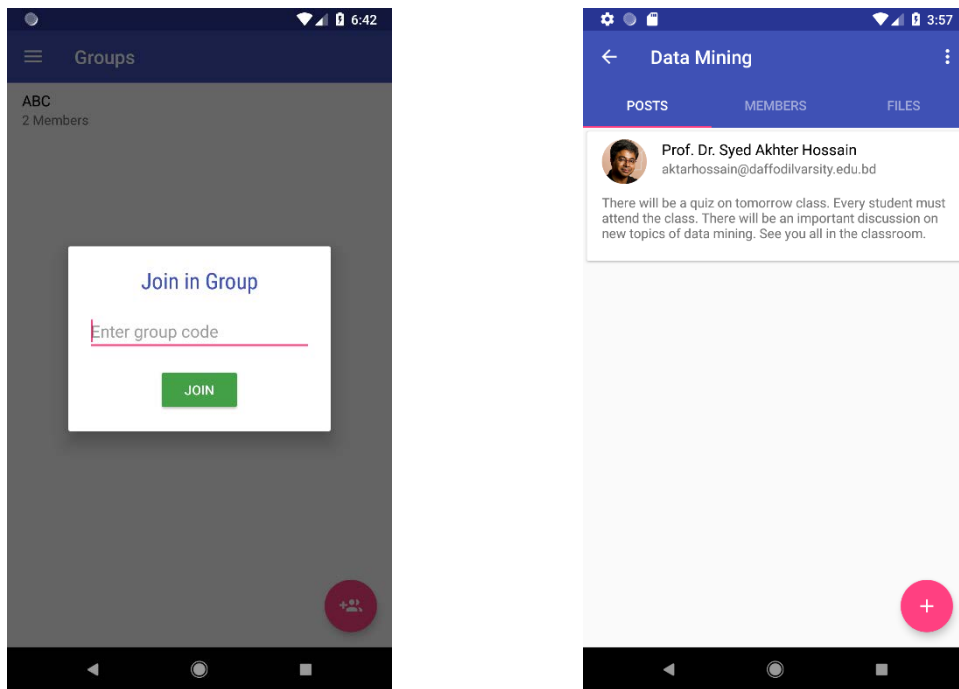 6:42
Groups
ABC
2 Members
Join in Group
Enter group code
JOIN
3:57
Data Mining
POSTS
MEMBERS
FILES
Prof. Dr. Syed Akhter Hossain
aktarhossain@daffodilvarsity.edu.bd
There will be a quiz on tomorrow class. Every student must
attend the class. There will be an important discussion on
new topics of data mining. See you all in the classroom.